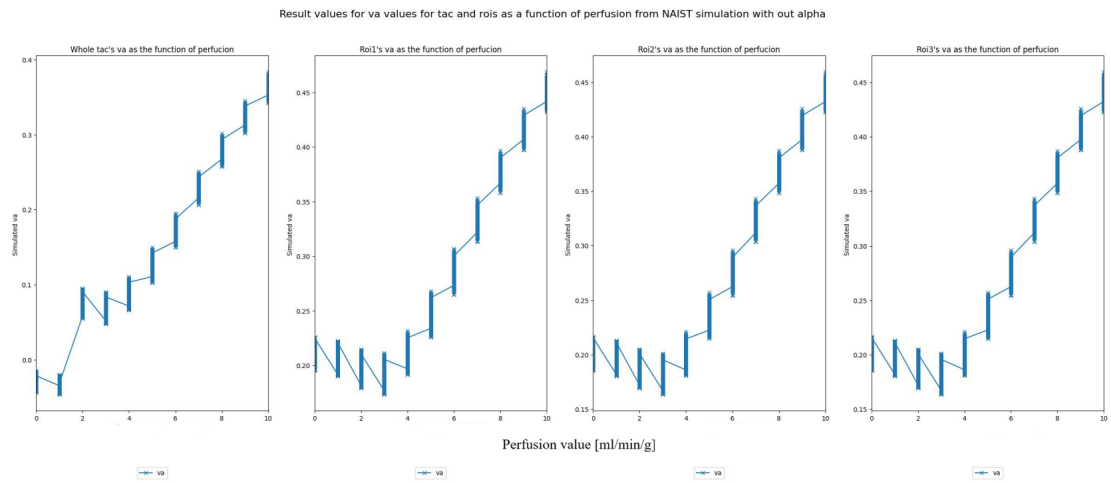 Result values for va values for tac and rois as a function of perfusion from NAIST simulation with out alpha
Whole tac's va as the function of perfucion
Roi1's va as the function of perfucion
Roi2's va as the function of perfucion
Roi3's va as the function of perfucion
Simulated va
0.4
0.3
0.2
0.1
0.0
0 2 4 6 8 10
Simulated va
0.45
0.40
0.35
0.30
0.25
0.20
0 2 4 6 8 10
Simulated va
0.45
0.40
0.35
0.30
0.25
0.20
0.15
0 2 4 6 8 10
Simulated va
0.45
0.40
0.35
0.30
0.25
0.20
0.15
0 2 4 6 8 10
Perfusion value [ml/min/g]
va
va
va
va